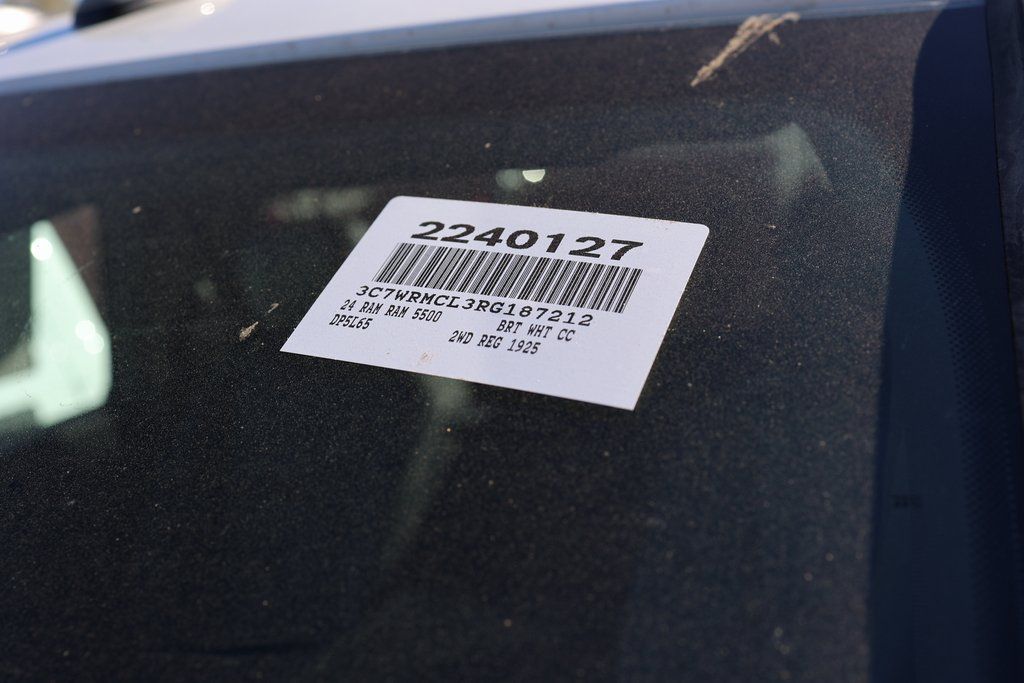 2240127
3C7WRMCL3RG187212
24 RAM RAM 5500 BRT WHT CC
DP5L65 2WD REG 1925